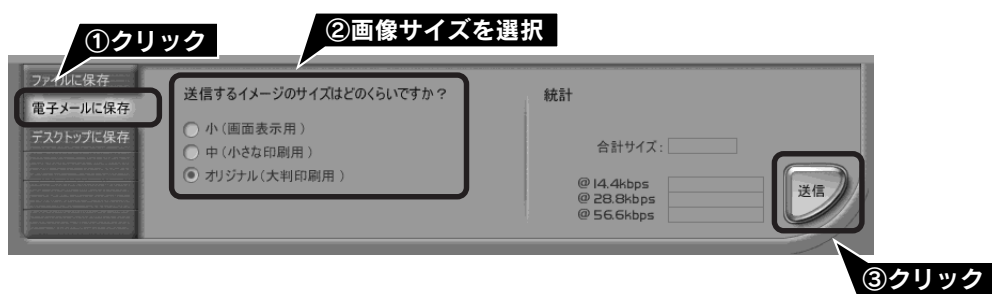 ①クリック
②画像サイズを選択
ファイルに保存
電子メールに保存
デスクトップに保存
送信するイメージのサイズはどのくらいですか？
小（画面表示用）
中（小さな印刷用）
オリジナル（大判印刷用）
統計
合計サイズ：
@14.4kbps
@28.8kbps
@56.6kbps
送信
③クリック